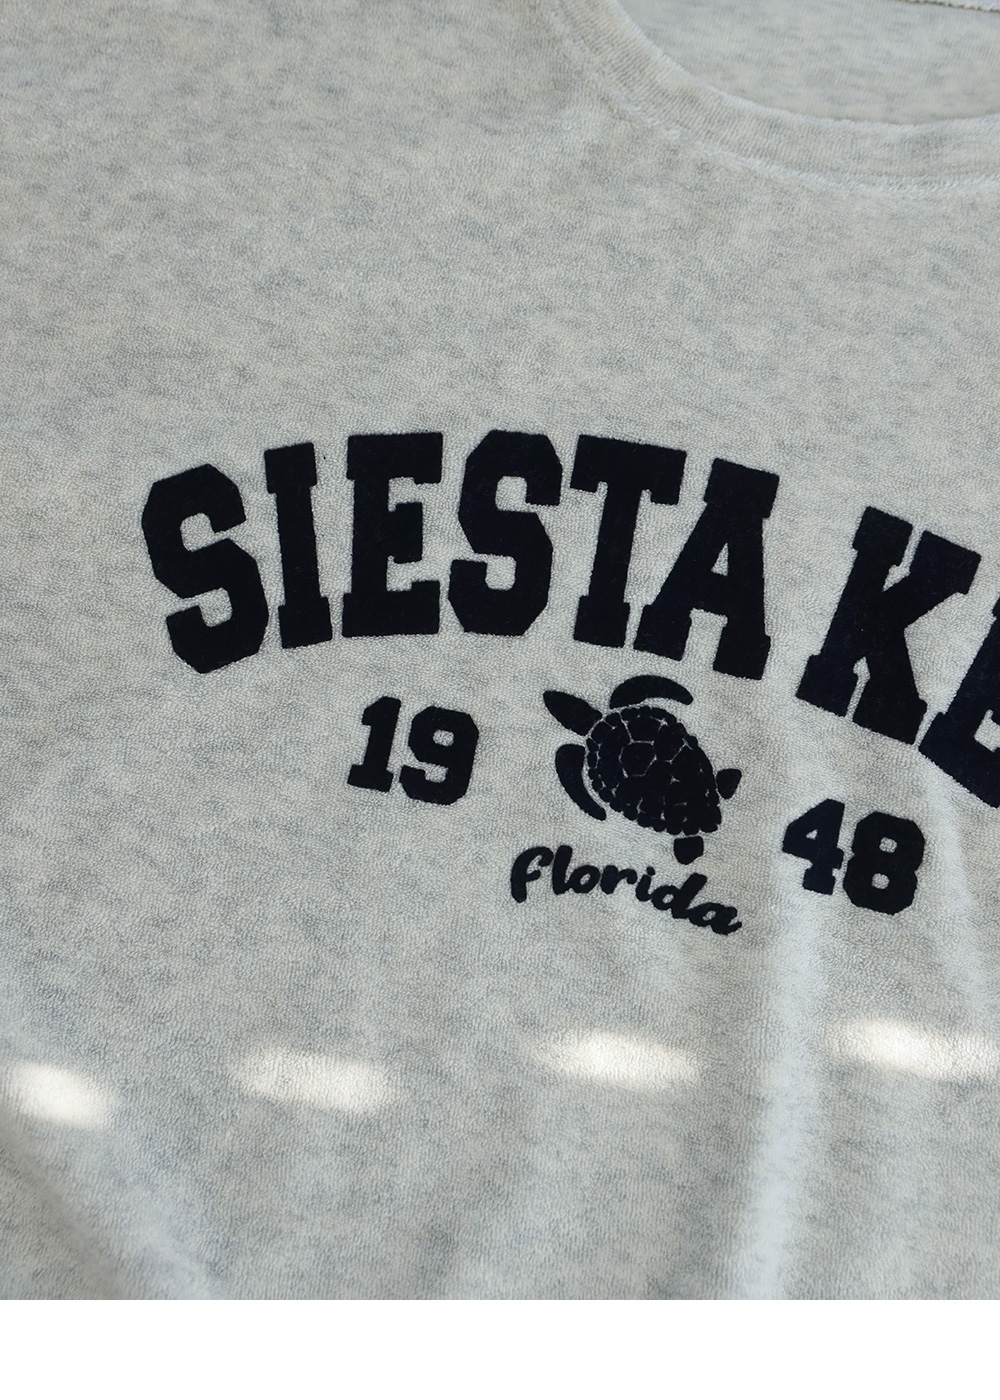 SIESTA KE
19 48
florida